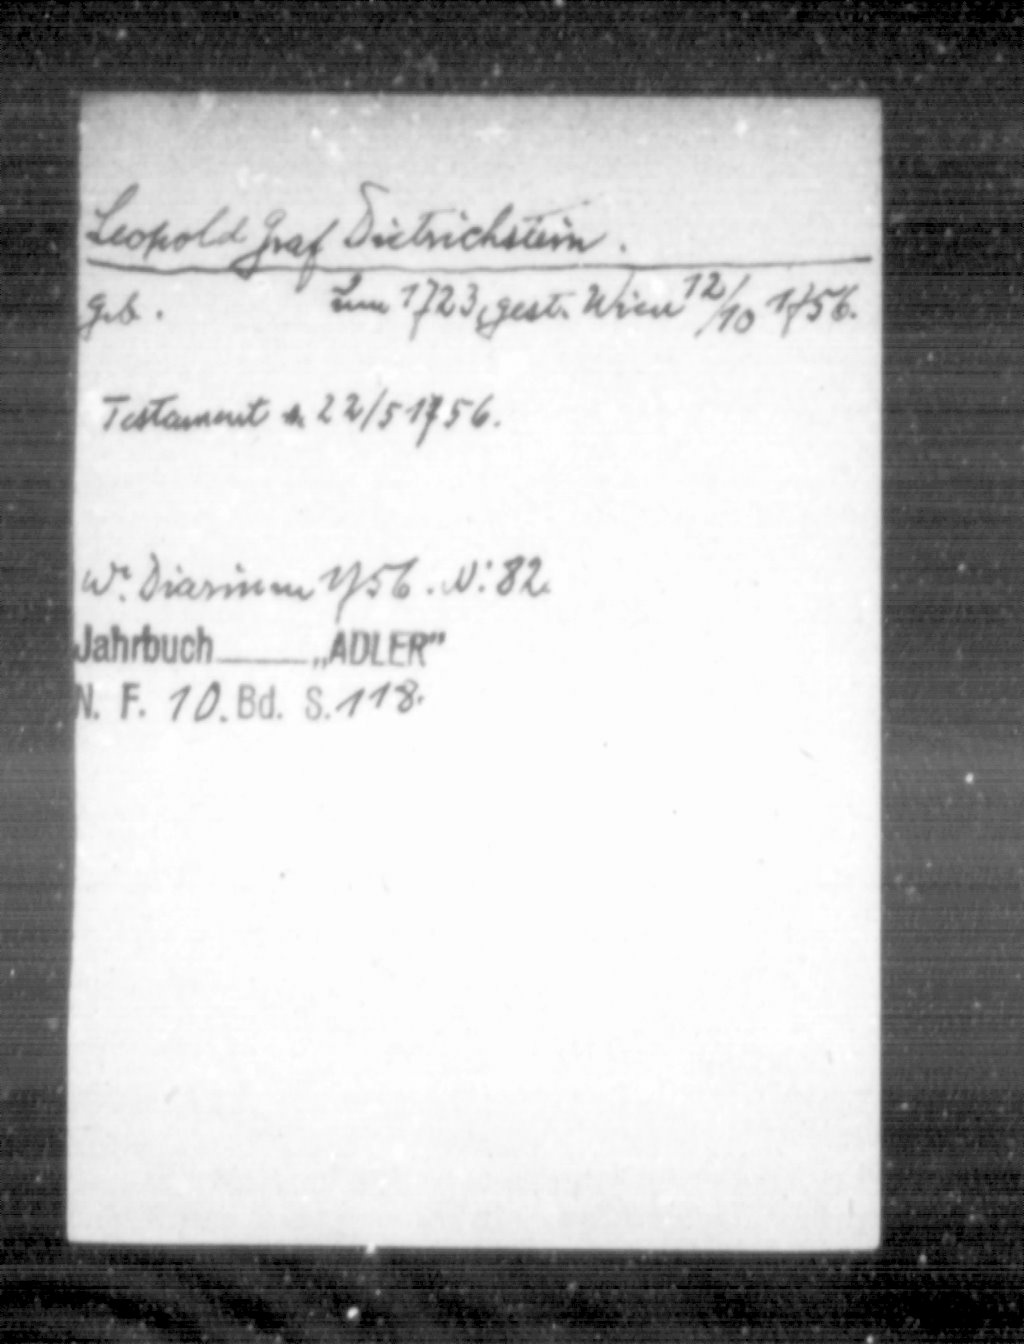 Leopold Graf Dietrichstein.
geb. um 1723, gest. Wien 12/10 1756.
Testament v. 22/5 1756.
Wr. Diarium 1756. N: 82.
Jahrbuch ____ „ADLER”
N. F. 10. Bd. S. 118.